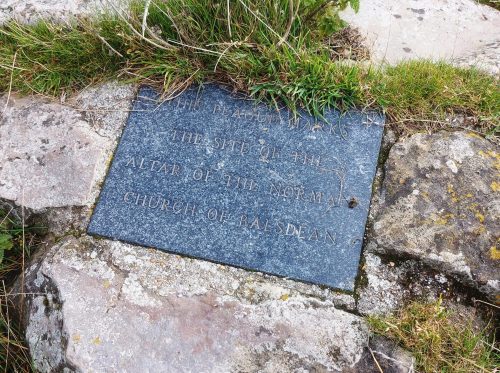 THIS PLAQUE MARKS
THE SITE OF THE
ALTAR OF THE NORMAN
CHURCH OF BALSDEAN